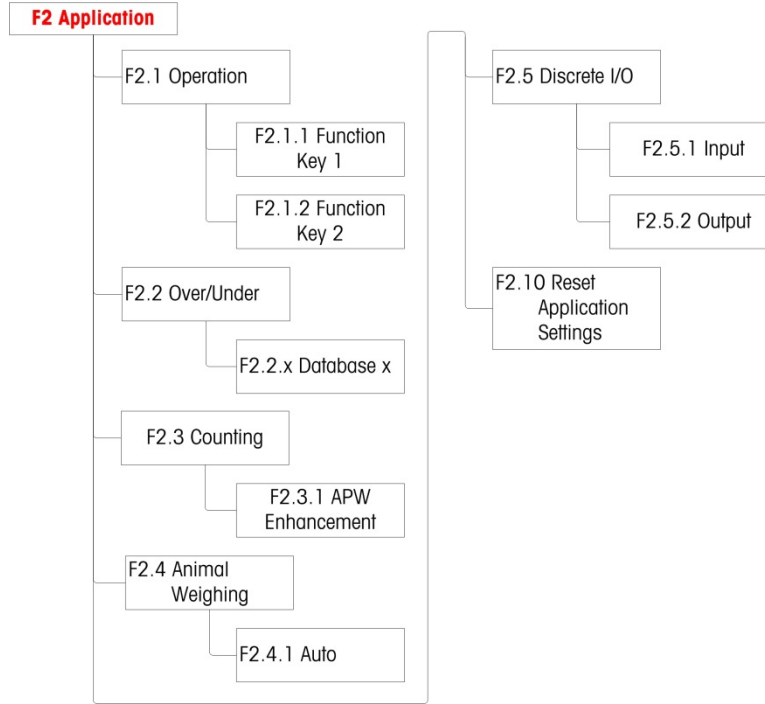 F2 Application
F2.1 Operation
F2.1.1 Function
Key 1
F2.1.2 Function
Key 2
F2.2 Over/Under
F2.2.x Database x
F2.3 Counting
F2.3.1 APW
Enhancement
F2.4 Animal
Weighing
F2.4.1 Auto
F2.5 Discrete I/O
F2.5.1 Input
F2.5.2 Output
F2.10 Reset
Application
Settings